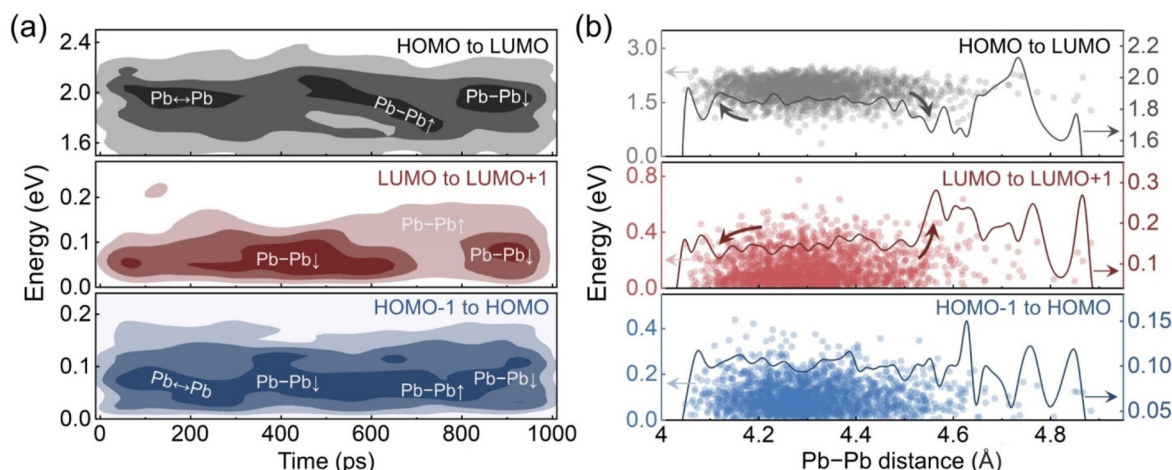 (a)
HOMO to LUMO
2.4
2.0
1.6
Pb↔Pb
Pb−Pb↑
Pb−Pb↓
LUMO to LUMO+1
0.2
0.1
0.0
Pb−Pb↓
Pb−Pb↑
Pb−Pb↓
HOMO-1 to HOMO
0.2
0.1
0.0
Pb↔Pb
Pb−Pb↓
Pb−Pb↑
Pb−Pb↓
Energy (eV)
0 200 400 600 800 1000
Time (ps)
(b)
HOMO to LUMO
3.0
1.5
0.0
2.2
2.0
1.8
1.6
LUMO to LUMO+1
0.8
0.4
0.0
0.3
0.2
0.1
HOMO-1 to HOMO
0.4
0.2
0.0
0.15
0.10
0.05
Energy (eV)
4 4.2 4.4 4.6 4.8
Pb−Pb distance (Å)